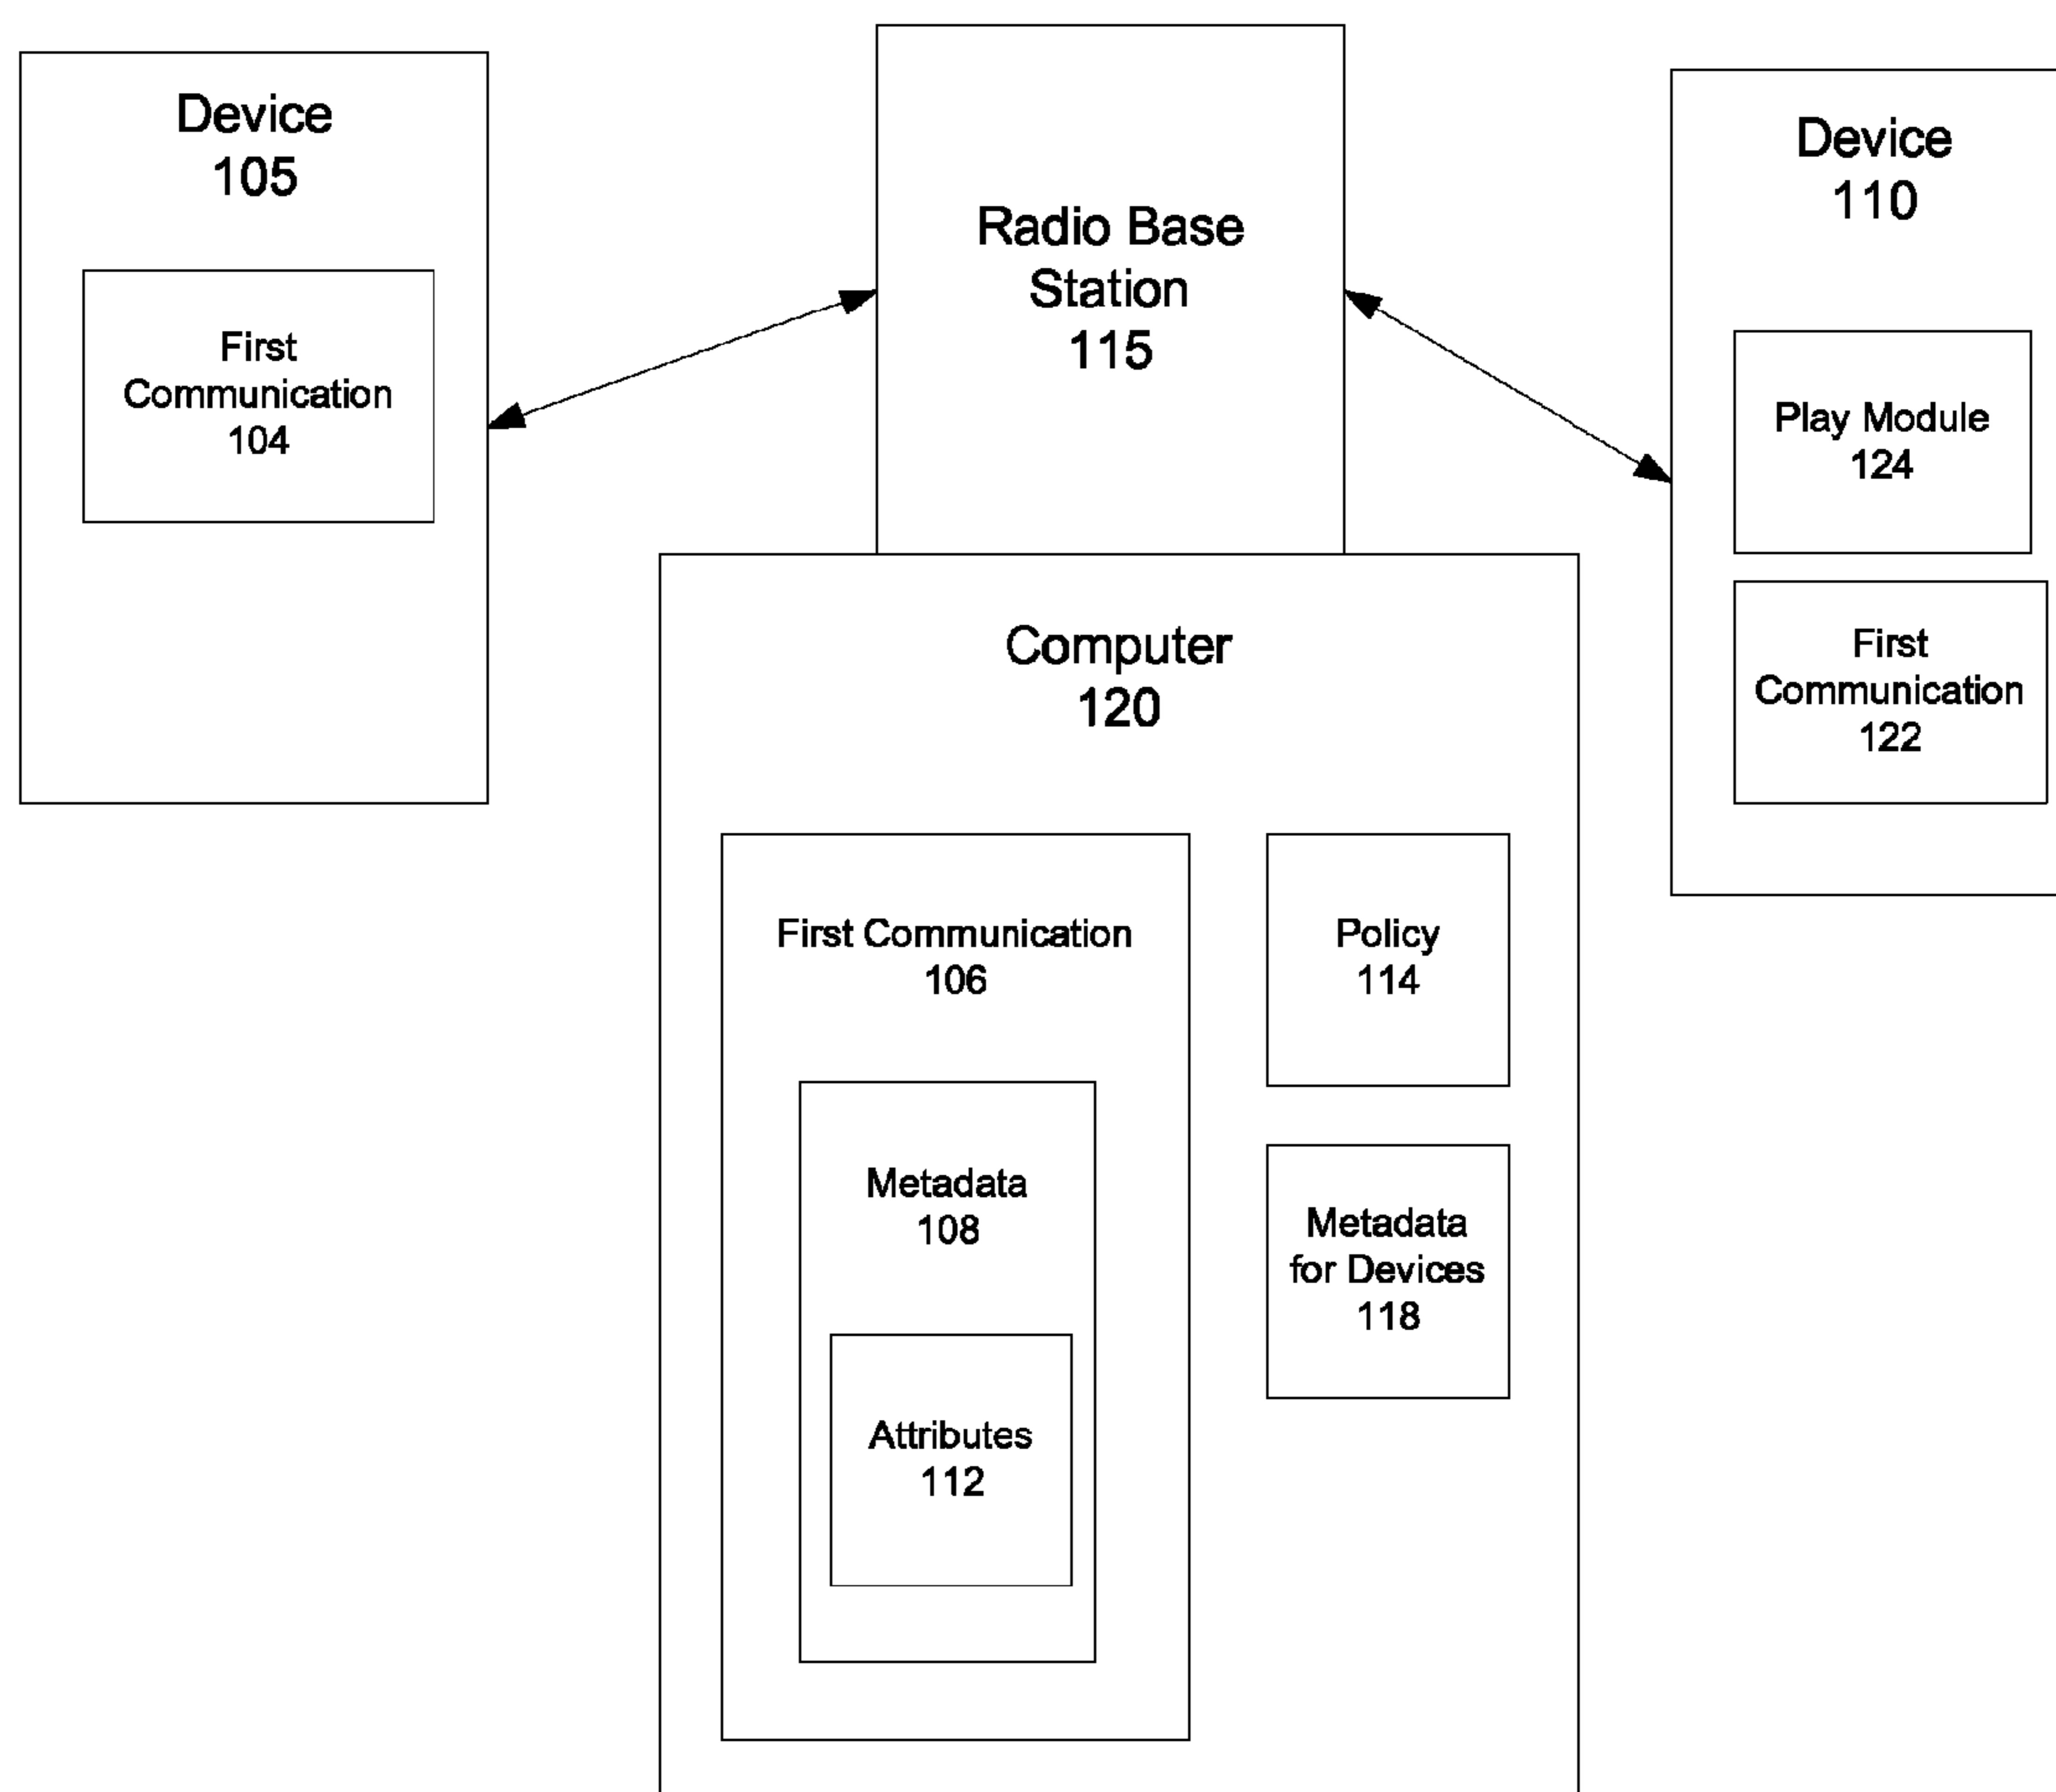 Device
105
First
Communication
104
Radio Base
Station
115
Device
110
Play Module
124
First
Communication
122
Computer
120
First Communication
106
Metadata
108
Attributes
112
Policy
114
Metadata
for Devices
118